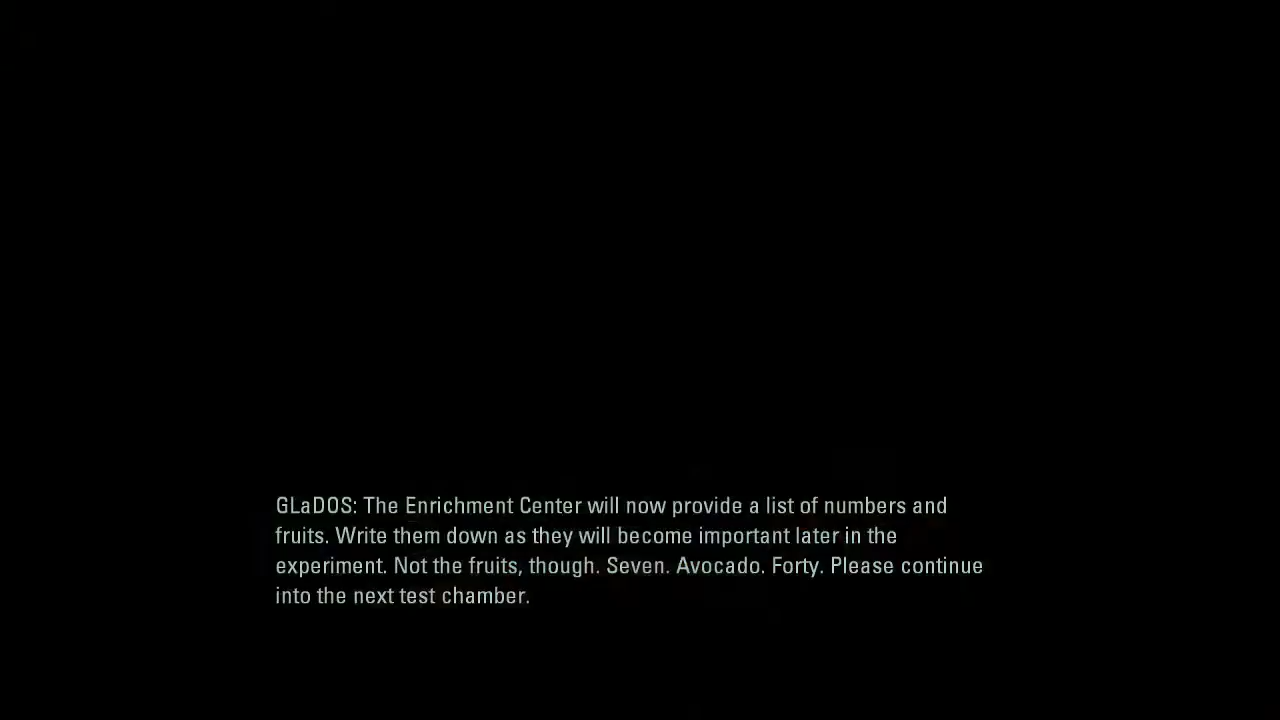 GLaDOS: The Enrichment Center will now provide a list of numbers and
fruits. Write them down as they will become important later in the
experiment. Not the fruits, though. Seven. Avocado. Forty. Please continue
into the next test chamber.